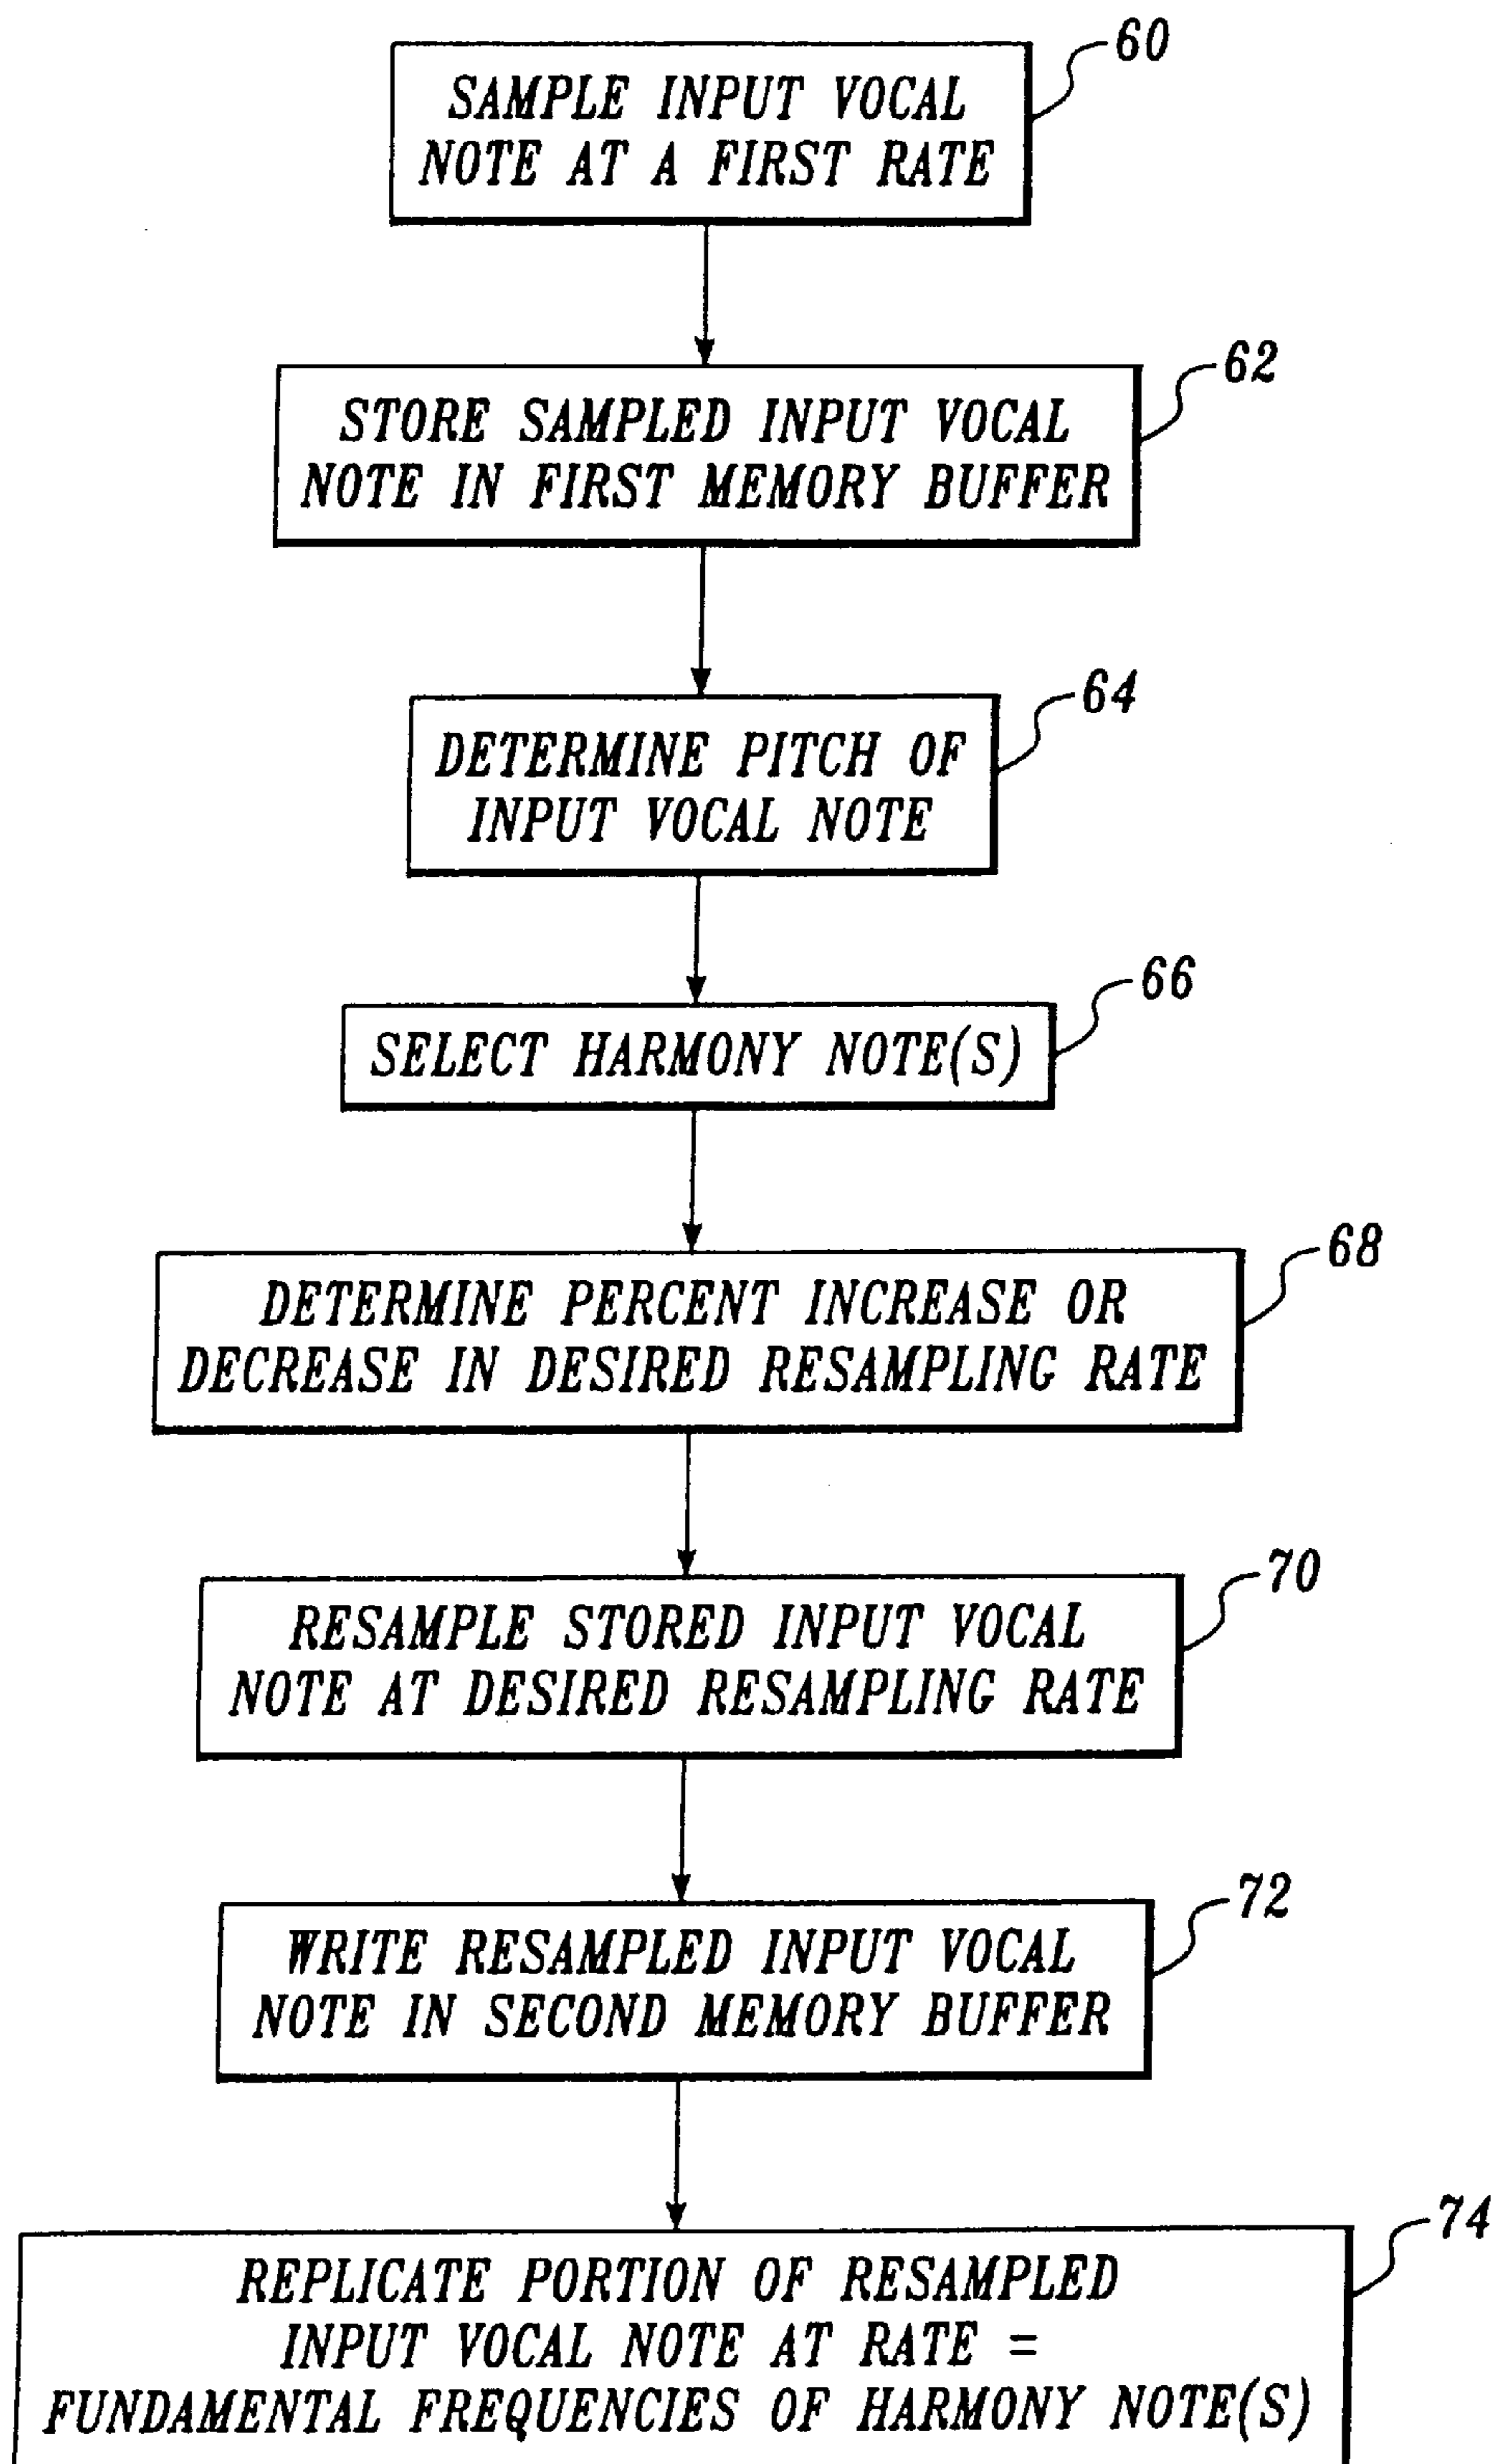 60
SAMPLE INPUT VOCAL
NOTE AT A FIRST RATE
62
STORE SAMPLED INPUT VOCAL
NOTE IN FIRST MEMORY BUFFER
64
DETERMINE PITCH OF
INPUT VOCAL NOTE
66
SELECT HARMONY NOTE(S)
68
DETERMINE PERCENT INCREASE OR
DECREASE IN DESIRED RESAMPLING RATE
70
RESAMPLE STORED INPUT VOCAL
NOTE AT DESIRED RESAMPLING RATE
72
WRITE RESAMPLED INPUT VOCAL
NOTE IN SECOND MEMORY BUFFER
74
REPLICATE PORTION OF RESAMPLED
INPUT VOCAL NOTE AT RATE =
FUNDAMENTAL FREQUENCIES OF HARMONY NOTE(S)